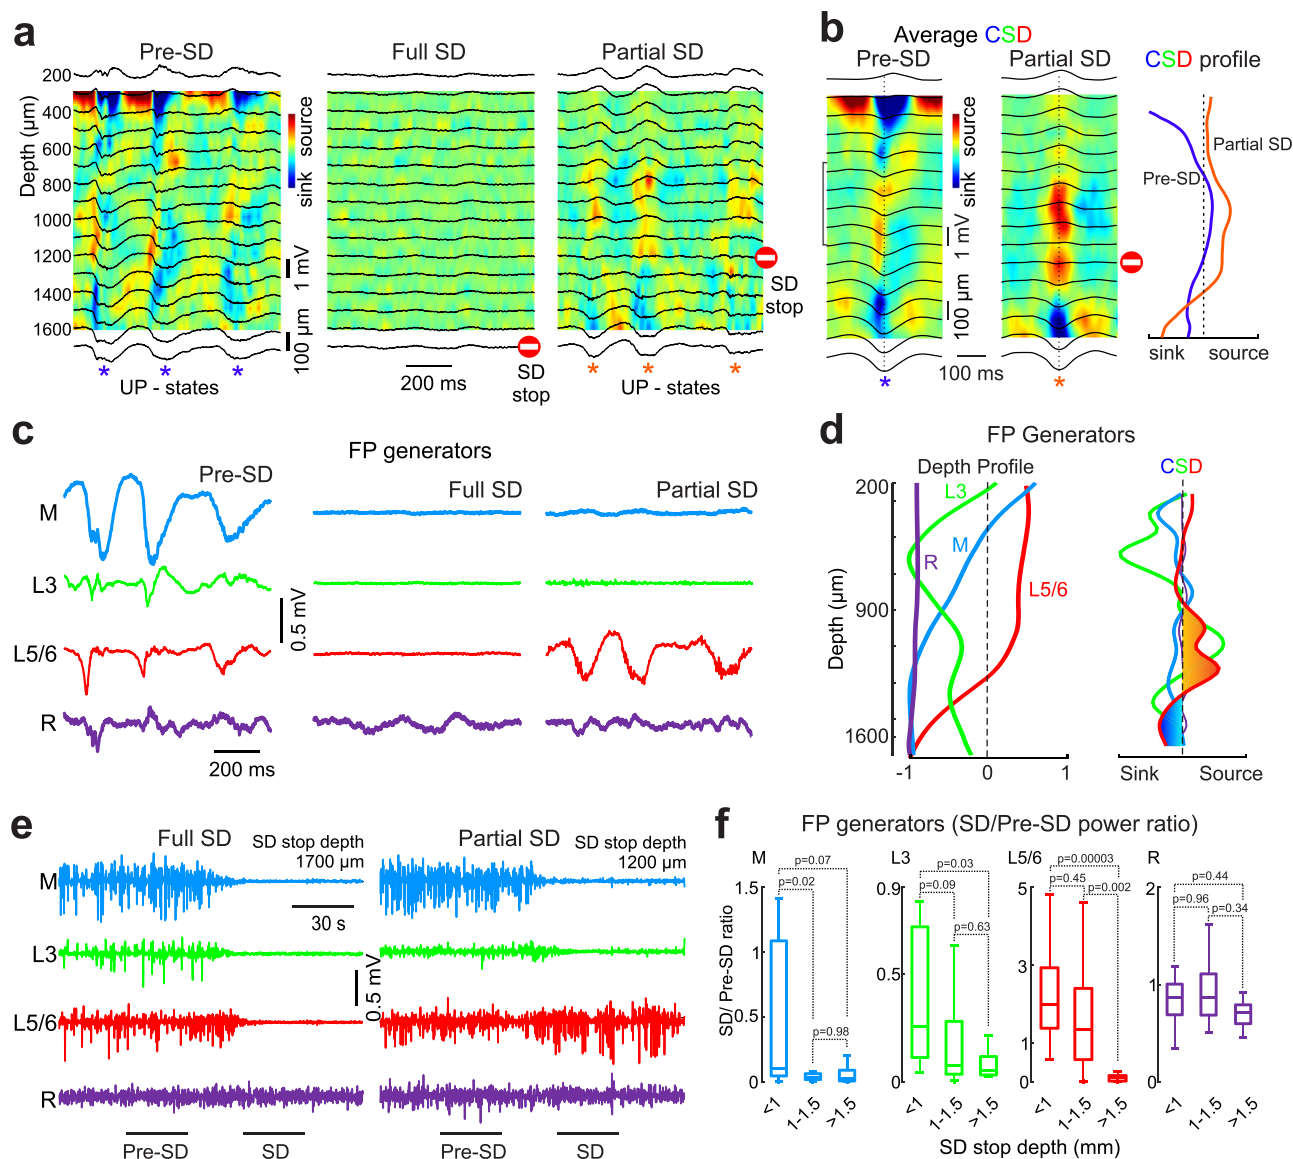 a
Pre-SD
Full SD
Partial SD
Depth (µm)
200
400
600
800
1000
1200
1400
1600
source
sink
1 mV
100 µm
UP - states
200 ms
SD
stop
SD
stop
UP - states
* * *
* * *
b
Average CSD
Pre-SD
Partial SD
CSD profile
source
sink
1 mV
100 µm
100 ms
*
*
Pre-SD
Partial SD
sink
source
c
FP generators
Pre-SD
Full SD
Partial SD
M
L3
L5/6
R
0.5 mV
200 ms
d
FP Generators
Depth Profile
CSD
Depth (µm)
200
900
1600
L3
M
R
L5/6
-1
0
1
Sink
Source
e
Full SD
SD stop depth
1700 µm
Partial SD
SD stop depth
1200 µm
M
L3
L5/6
R
30 s
0.5 mV
Pre-SD
SD
Pre-SD
SD
f
FP generators (SD/Pre-SD power ratio)
SD/ Pre-SD ratio
M
p=0.07
p=0.02
p=0.98
1.5
1
0.5
0
<1
1-1.5
>1.5
L3
p=0.03
p=0.09
p=0.63
0.9
0.5
0
<1
1-1.5
>1.5
L5/6
p=0.00003
p=0.45
p=0.002
5
3
1
0
<1
1-1.5
>1.5
R
p=0.44
p=0.96
p=0.34
2
1
0
<1
1-1.5
>1.5
SD stop depth (mm)